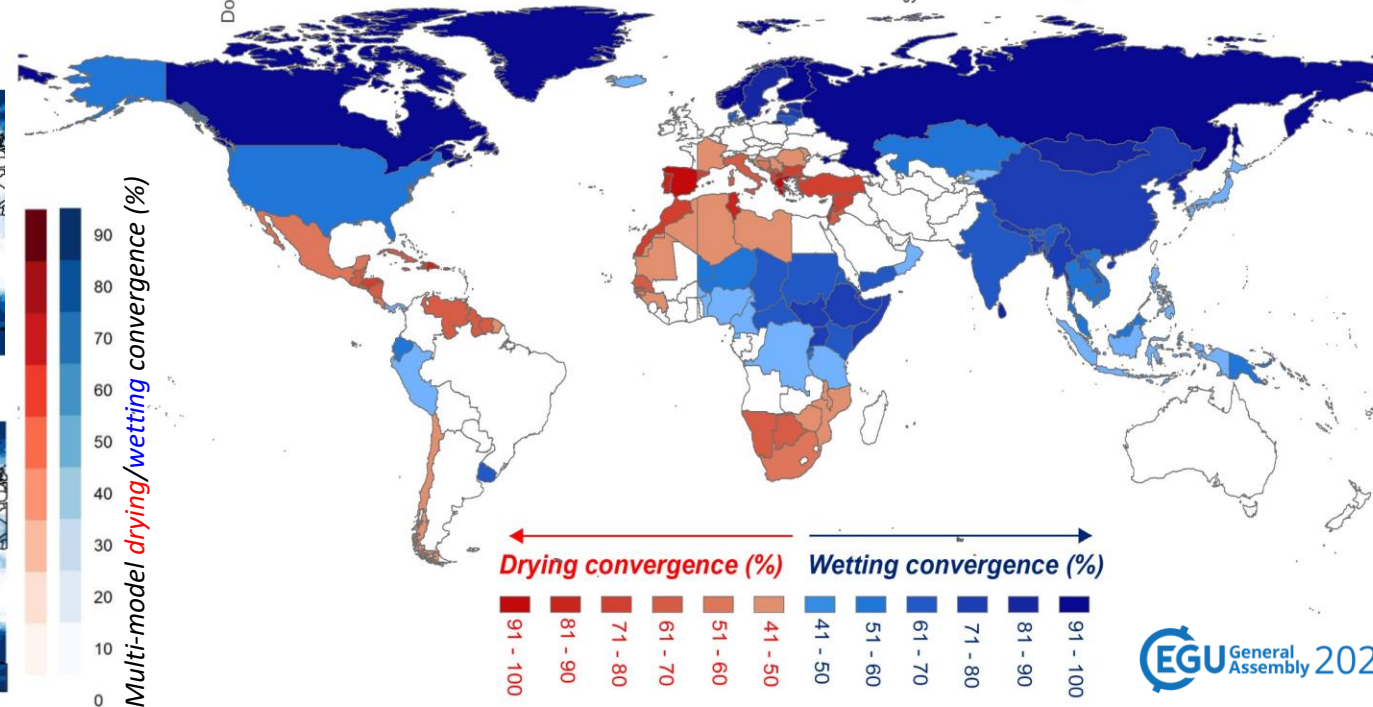 Do
90
80
70
60
50
40
30
20
10
0
Multi-model drying/wetting convergence (%)
Drying convergence (%)
Wetting convergence (%)
91 - 100
81 - 90
71 - 80
61 - 70
51 - 60
41 - 50
41 - 50
51 - 60
61 - 70
71 - 80
81 - 90
91 - 100
EGU General
Assembly 202